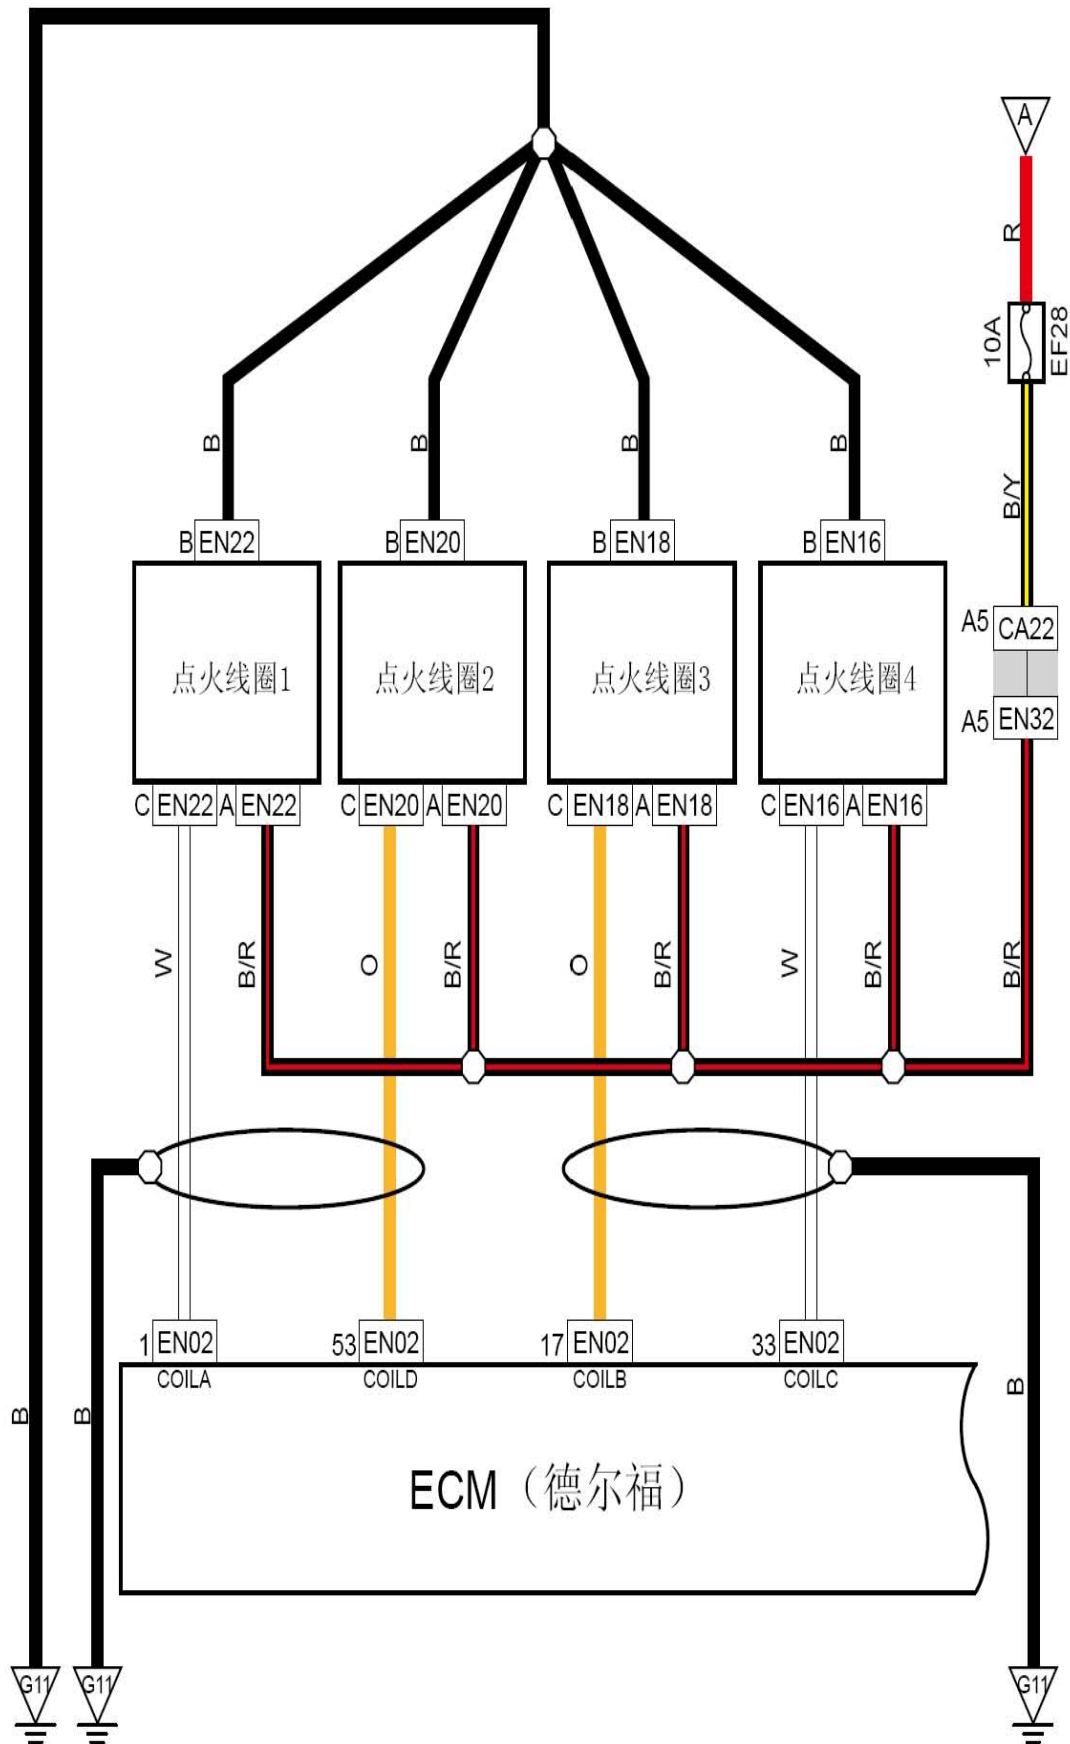 A
R
10A
EF28
B B B B
B/Y
B EN22 B EN20 B EN18 B EN16
A5 CA22
点火线圈1 点火线圈2 点火线圈3 点火线圈4
A5 EN32
C EN22 A EN22 C EN20 A EN20 C EN18 A EN18 C EN16 A EN16
W B/R O B/R O B/R W B/R B/R
1 EN02 53 EN02 17 EN02 33 EN02
COILA COILD COILB COILC
B B B
ECM（德尔福）
G11 G11 G11